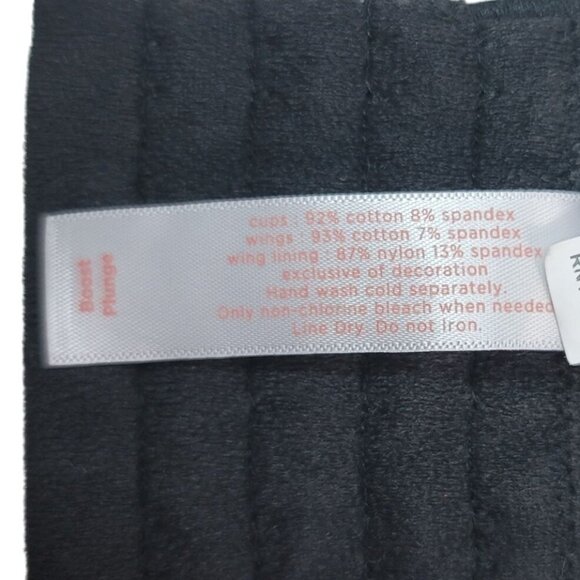 Boost
Plunge
cups : 92% cotton 8% spandex
wings : 93% cotton 7% spandex
wing lining : 87% nylon 13% spandex
exclusive of decoration
Hand wash cold separately.
Only non-chlorine bleach when needed
Line Dry. Do not iron.